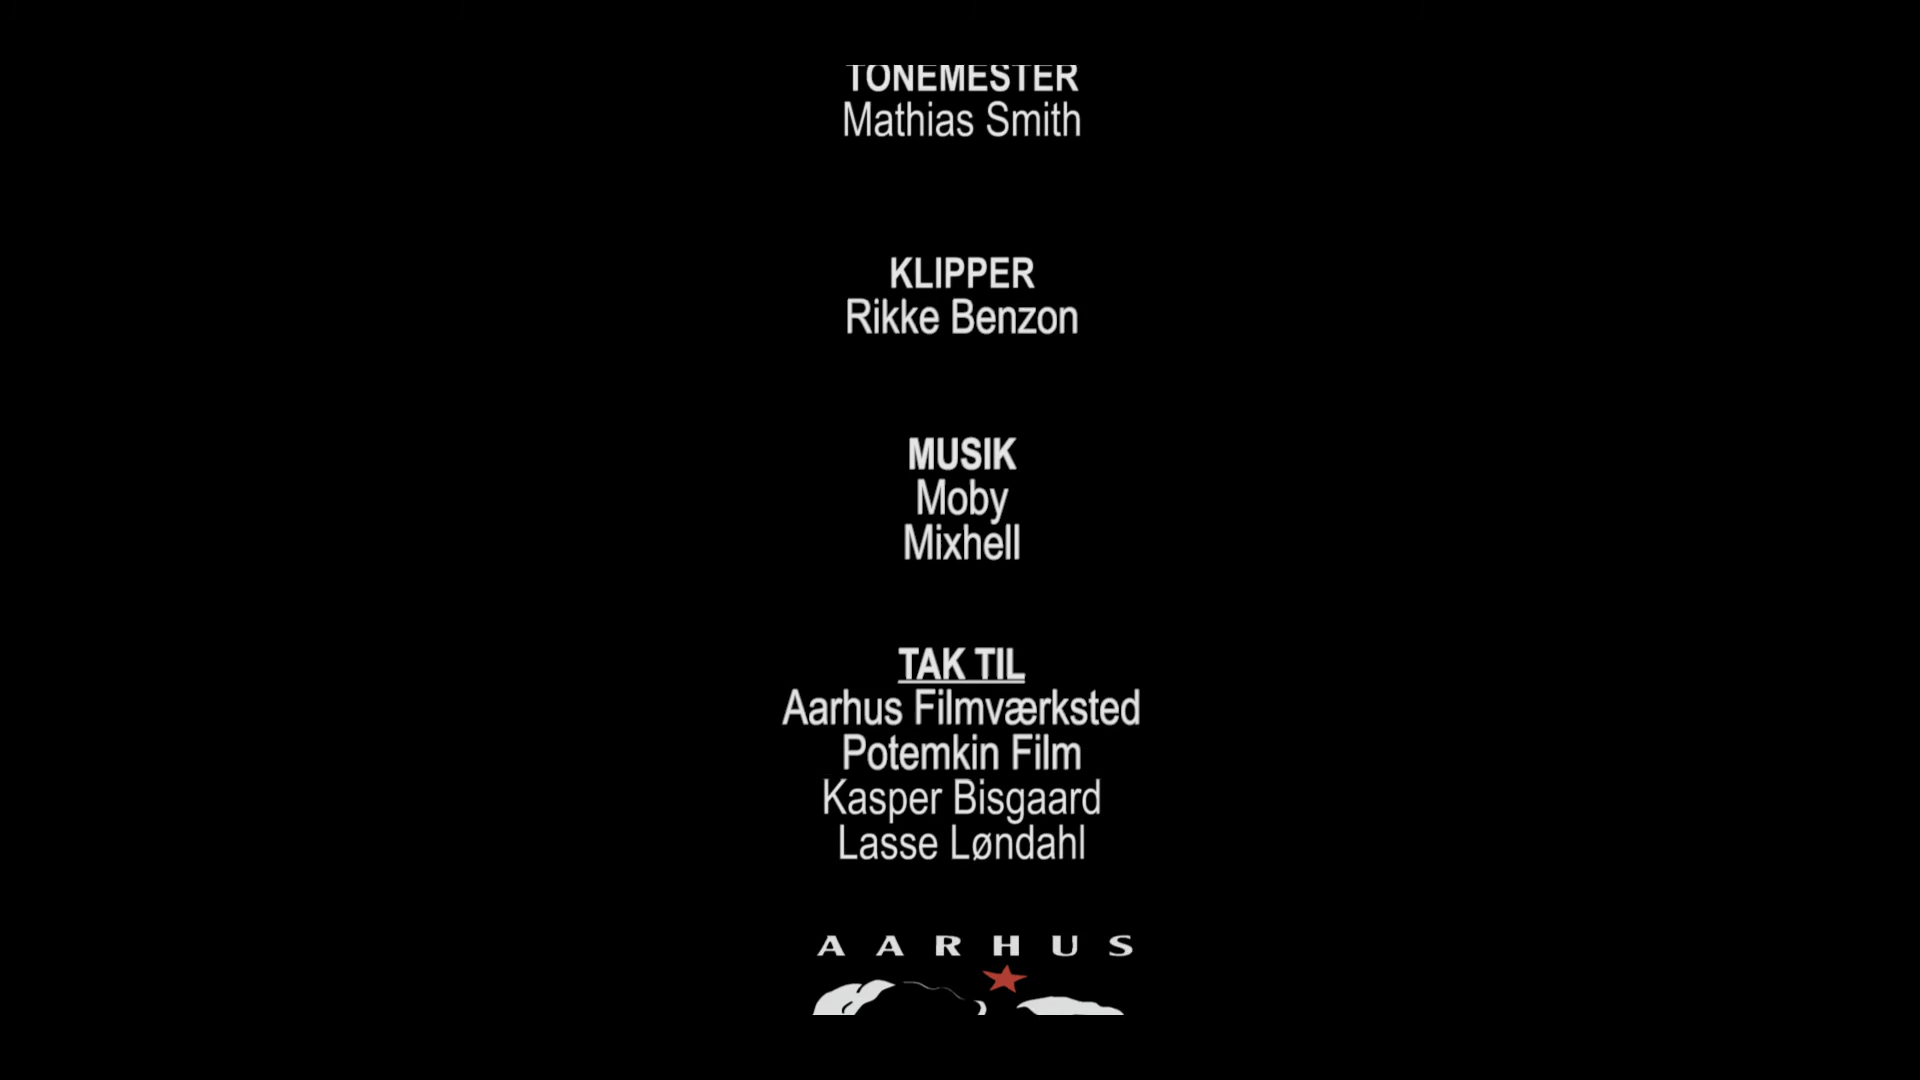 TONEMESTER
Mathias Smith
KLIPPER
Rikke Benzon
MUSIK
Moby
Mixhell
TAK TIL
Aarhus Filmværksted
Potemkin Film
Kasper Bisgaard
Lasse Løndahl
AARHUS